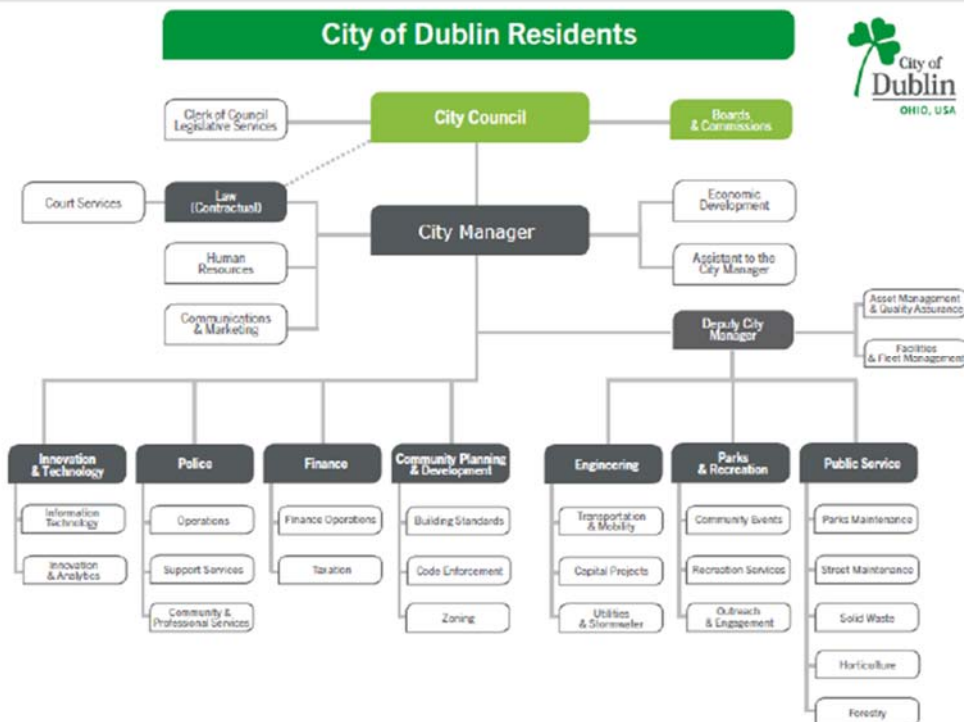 City of Dublin Residents
City of
Dublin
OHIO, USA
Clerk of Council
Legislative Services
City Council
Boards
& Commissions
Court Services
Law
(Contractual)
City Manager
Economic
Development
Human
Resources
Assistant to the
City Manager
Communications
& Marketing
Deputy City
Manager
Asset Management
& Quality Assurance
Facilities
& Fleet Management
Innovation
& Technology
Police
Finance
Community Planning
& Development
Engineering
Parks
& Recreation
Public Service
Information
Technology
Operations
Finance Operations
Building Standards
Transportation
& Mobility
Community Events
Parks Maintenance
Innovation
& Analytics
Support Services
Taxation
Code Enforcement
Capital Projects
Recreation Services
Street Maintenance
Community &
Professional Services
Zoning
Utilities
& Stormwater
Outreach
& Engagement
Solid Waste
Horticulture
Forestry